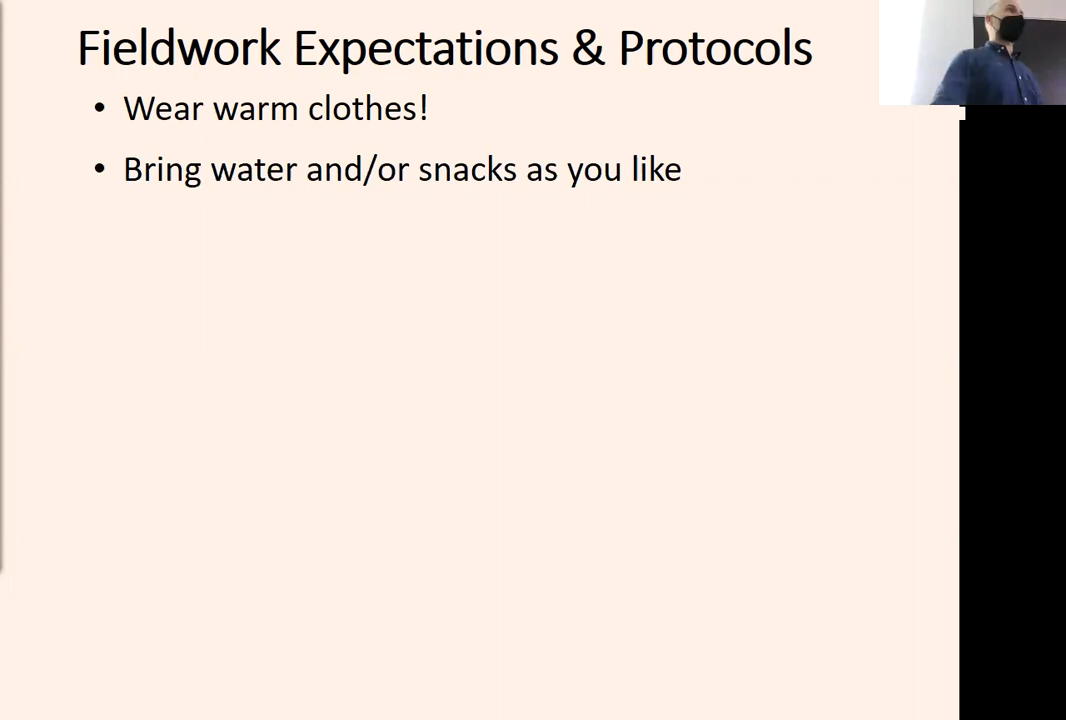 Fieldwork Expectations & Protocols
• Wear warm clothes!
• Bring water and/or snacks as you like